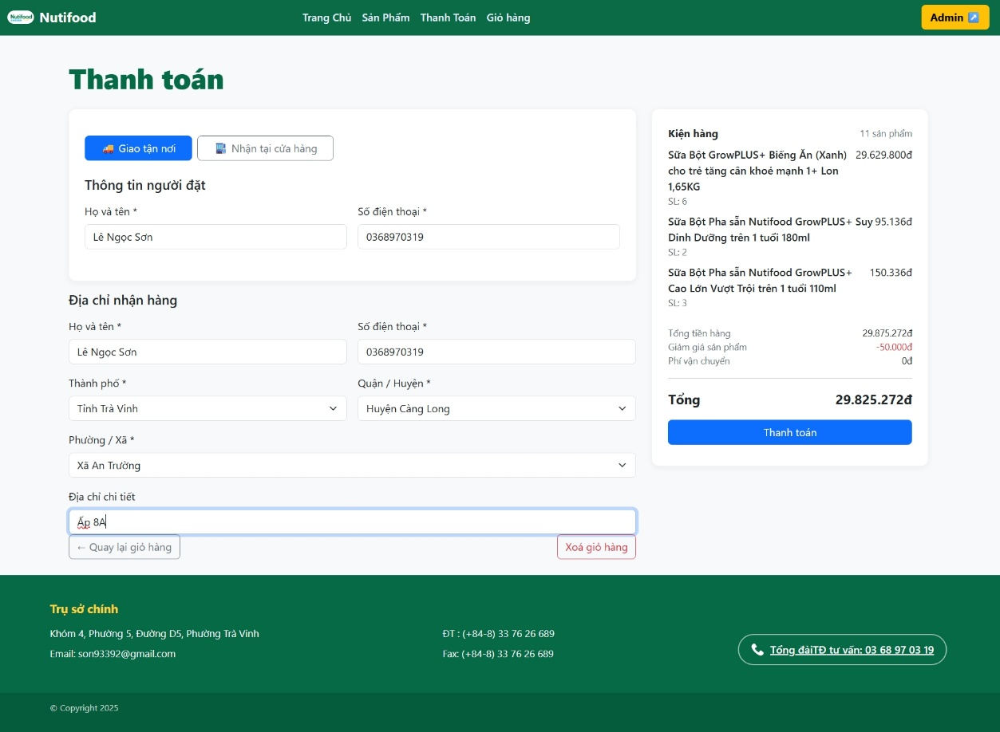 Nutifood Nutifood Trang Chủ Sản Phẩm Thanh Toán Giỏ hàng Admin
Thanh toán
Giao tận nơi Nhận tại cửa hàng
Thông tin người đặt
Họ và tên * Số điện thoại *
Lê Ngọc Sơn 0368970319
Địa chỉ nhận hàng
Họ và tên * Số điện thoại *
Lê Ngọc Sơn 0368970319
Thành phố * Quận / Huyện *
Tỉnh Trà Vinh Huyện Càng Long
Phường / Xã *
Xã An Trường
Địa chỉ chi tiết
Ấp 8A
← Quay lại giỏ hàng Xoá giỏ hàng
Kiện hàng 11 sản phẩm
Sữa Bột GrowPLUS+ Biếng Ăn (Xanh) 29.629.800đ
cho trẻ tăng cân khoẻ mạnh 1+ Lon
1,65KG
SL: 6
Sữa Bột Pha sẵn Nutifood GrowPLUS+ Suy 95.136đ
Dinh Dưỡng trên 1 tuổi 180ml
SL: 2
Sữa Bột Pha sẵn Nutifood GrowPLUS+ 150.336đ
Cao Lớn Vượt Trội trên 1 tuổi 110ml
SL: 3
Tổng tiền hàng 29.875.272đ
Giảm giá sản phẩm -50.000đ
Phí vận chuyển 0đ
Tổng 29.825.272đ
Thanh toán
Trụ sở chính
Khóm 4, Phường 5, Đường D5, Phường Trà Vinh
Email: son93392@gmail.com
ĐT : (+84-8) 33 76 26 689
Fax: (+84-8) 33 76 26 689
Tổng đàiTĐ tư vấn: 03 68 97 03 19
© Copyright 2025